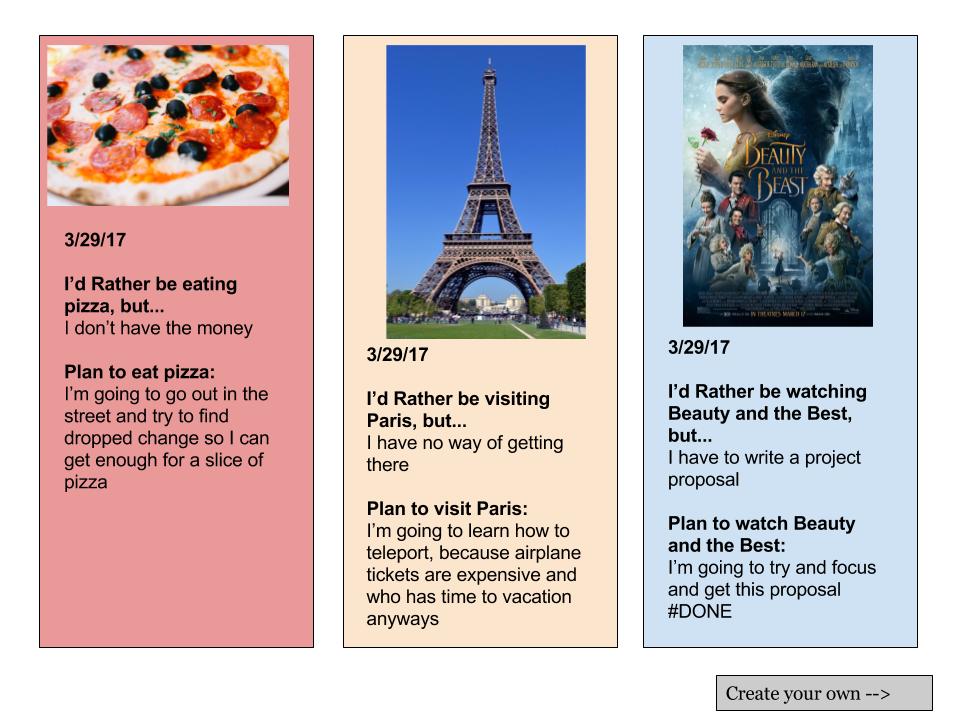 3/29/17
I’d Rather be eating
pizza, but...
I don’t have the money
Plan to eat pizza:
I’m going to go out in the
street and try to find
dropped change so I can
get enough for a slice of
pizza
3/29/17
I’d Rather be visiting
Paris, but...
I have no way of getting
there
Plan to visit Paris:
I’m going to learn how to
teleport, because airplane
tickets are expensive and
who has time to vacation
anyways
Disney
BEAUTY
AND THE
BEAST
IN THEATRES MARCH 17
3/29/17
I’d Rather be watching
Beauty and the Best,
but...
I have to write a project
proposal
Plan to watch Beauty
and the Best:
I’m going to try and focus
and get this proposal
#DONE
Create your own -->